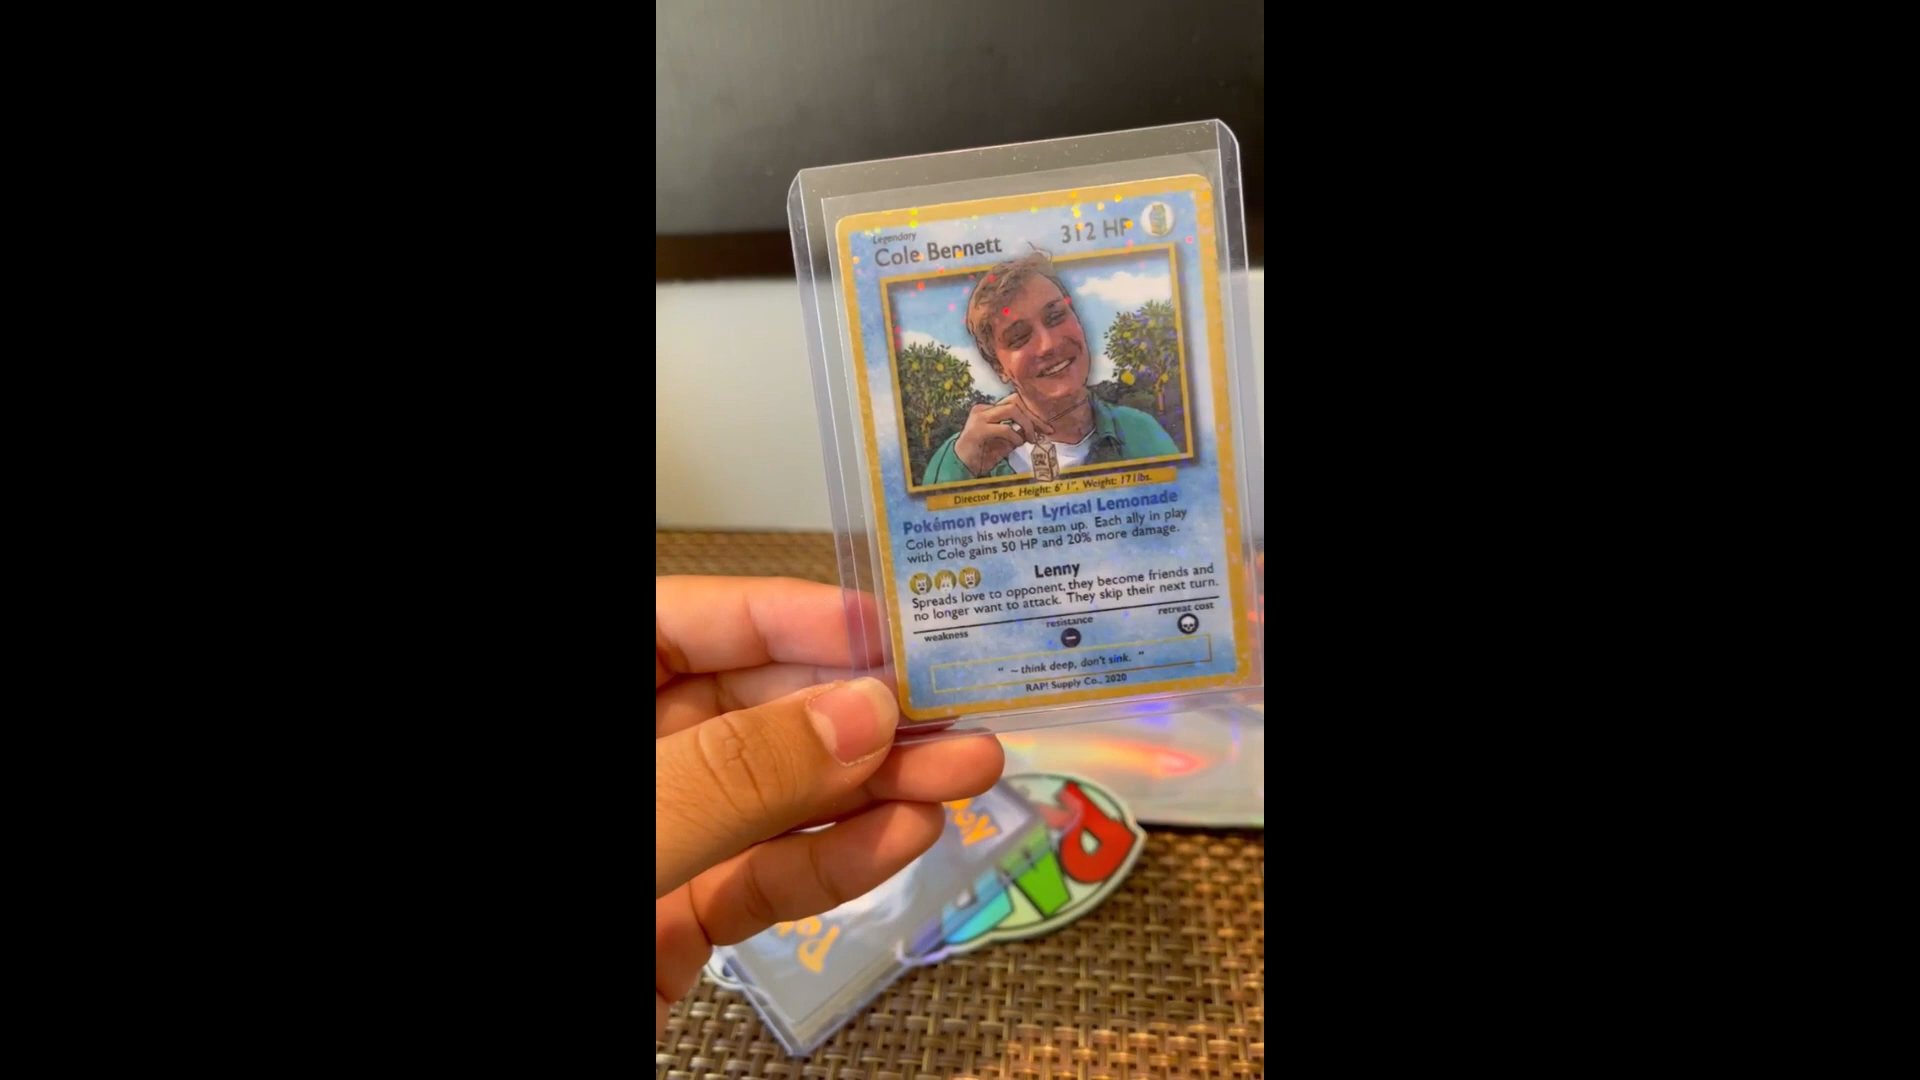 Legendary
Cole Bennett
312 HP
Director Type. Height: 6' 1", Weight: 171lbs.
Pokémon Power: Lyrical Lemonade
Cole brings his whole team up. Each ally in play
with Cole gains 50 HP and 20% more damage.
Lenny
Spreads love to opponent, they become friends and
no longer want to attack. They skip their next turn.
weakness
resistance
retreat cost
" – think deep, don't sink. "
RAP! Supply Co., 2020